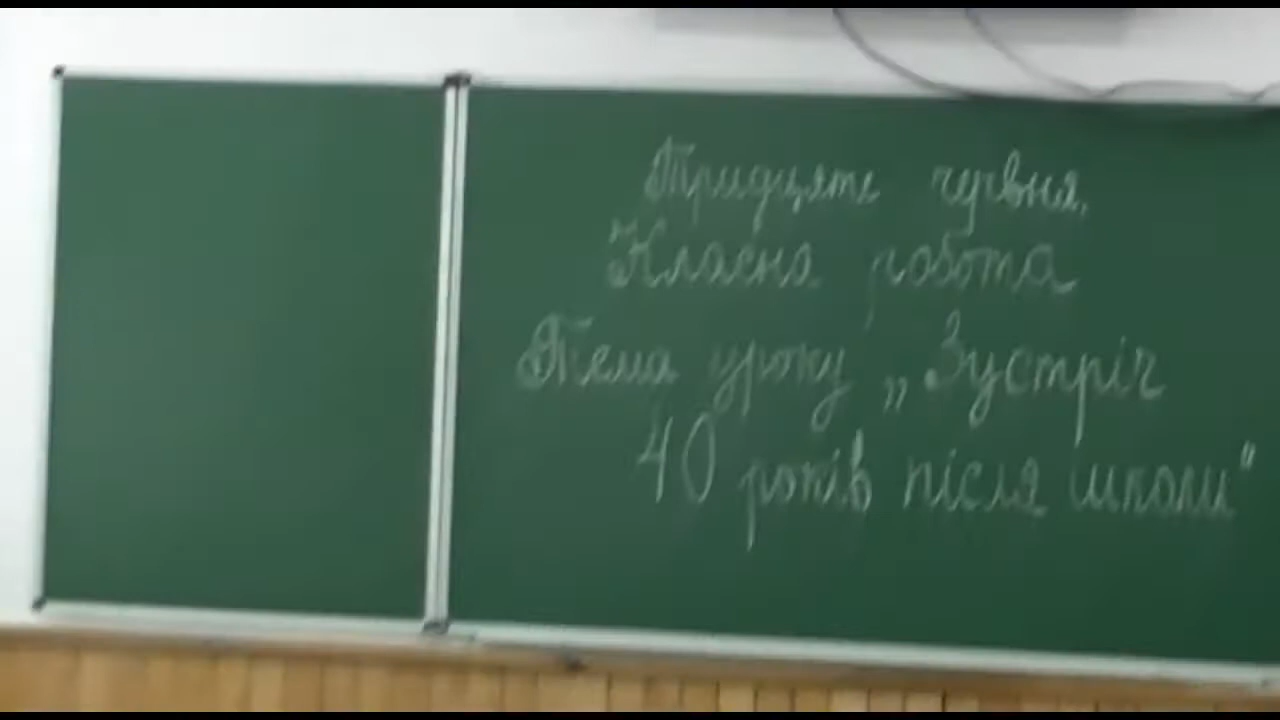 Тридцяте червня.
Класна робота
Тема уроку „Зустріч
40 років після школи"